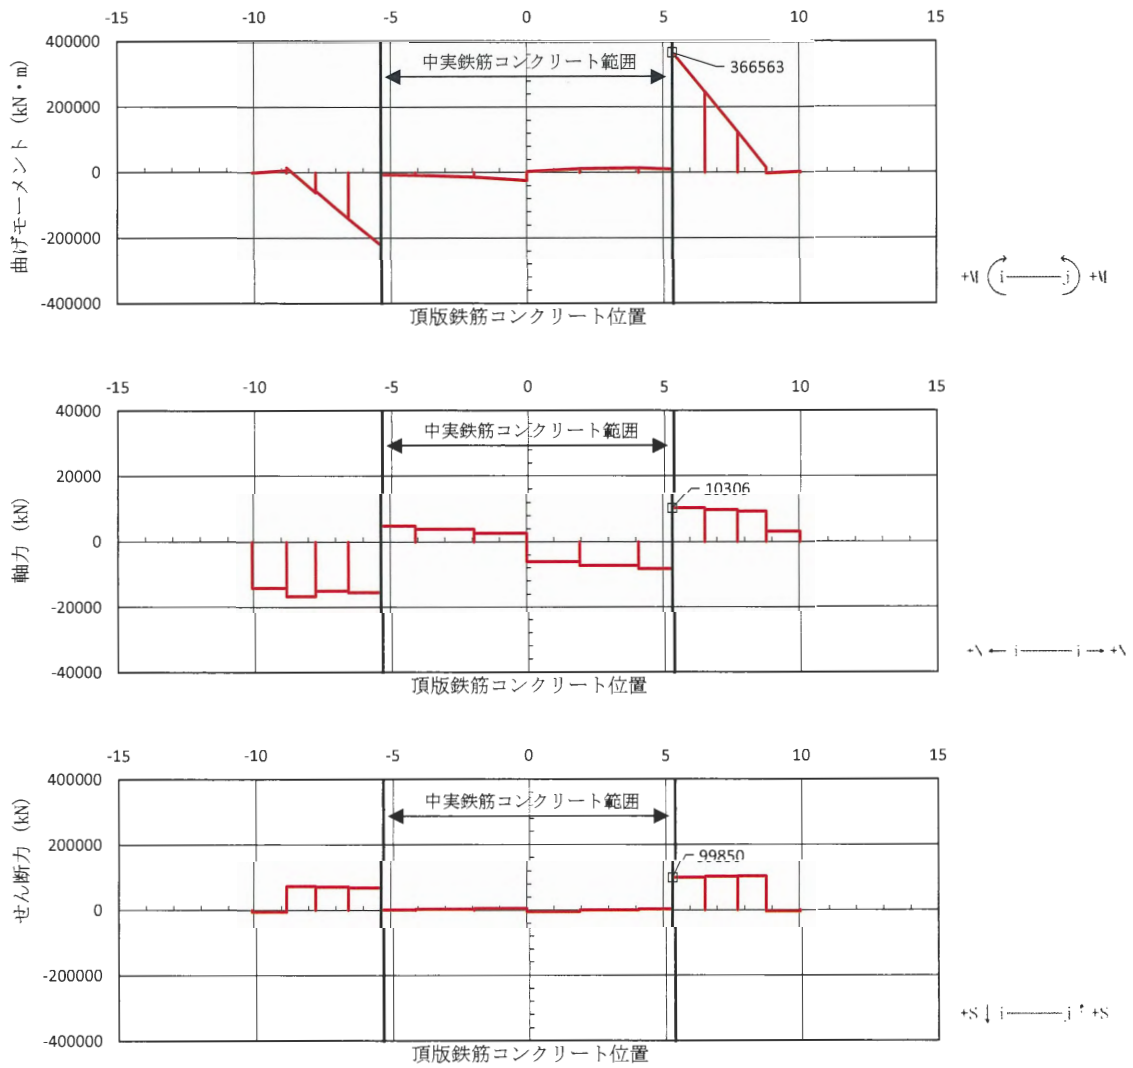 -15 -10 -5 0 5 10 15
400000
中実鉄筋コンクリート範囲
366563
200000
0
-200000
-400000
曲げモーメント (kN・m)
頂版鉄筋コンクリート位置
+M i j +M
-15 -10 -5 0 5 10 15
40000
中実鉄筋コンクリート範囲
20000
10306
0
-20000
-40000
軸力 (kN)
頂版鉄筋コンクリート位置
+N i j +N
-15 -10 -5 0 5 10 15
400000
中実鉄筋コンクリート範囲
200000
99850
0
-200000
-400000
せん断力 (kN)
頂版鉄筋コンクリート位置
+S i j +S